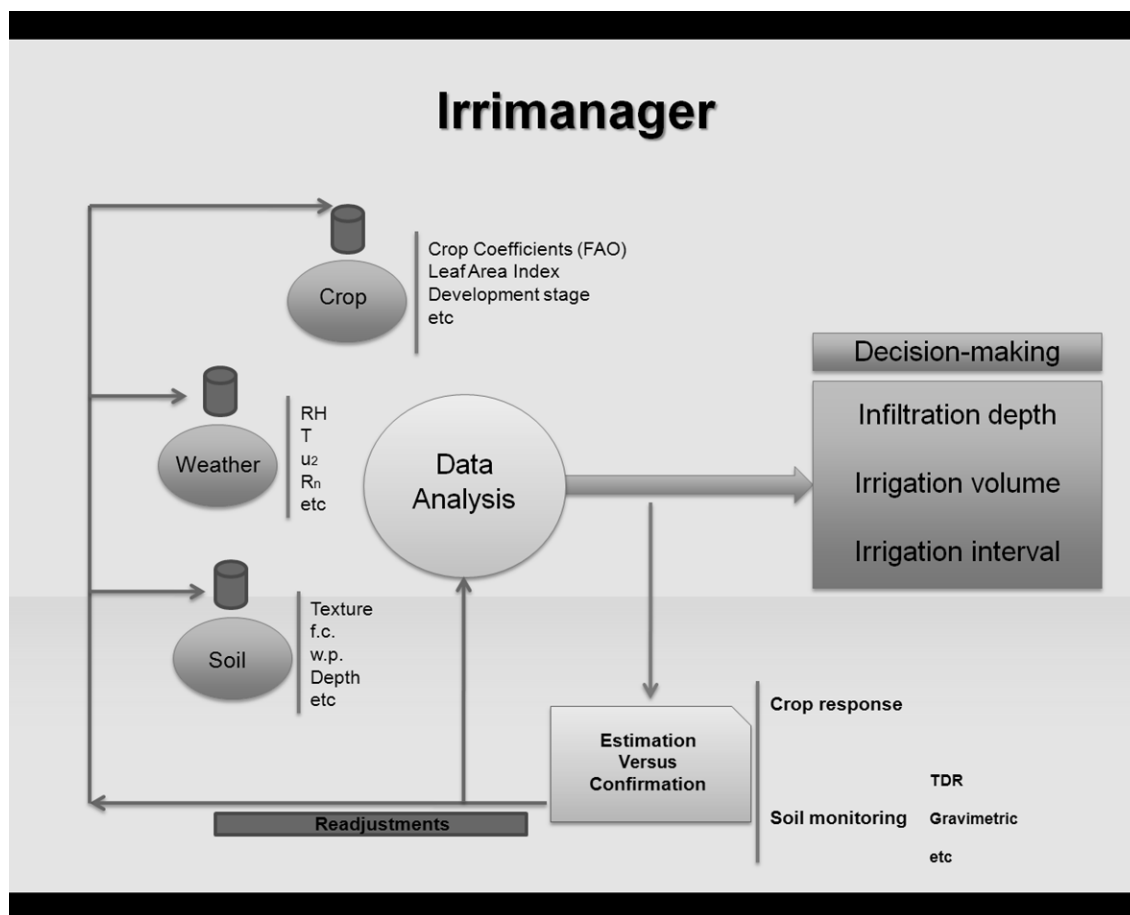 Irrimanager
Crop
Crop Coefficients (FAO)
Leaf Area Index
Development stage
etc
Weather
RH
T
u2
Rn
etc
Soil
Texture
f.c.
w.p.
Depth
etc
Data
Analysis
Decision-making
Infiltration depth
Irrigation volume
Irrigation interval
Estimation
Versus
Confirmation
Crop response
Soil monitoring
TDR
Gravimetric
etc
Readjustments